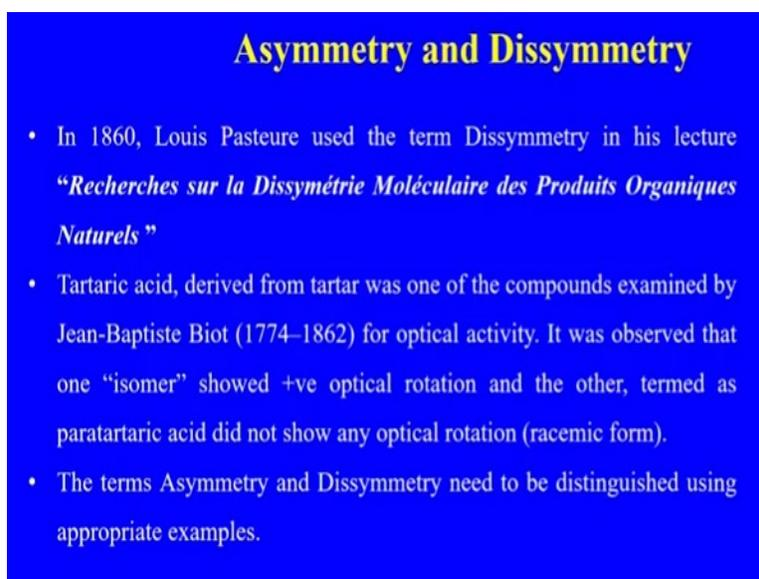 Asymmetry and Dissymmetry
• In 1860, Louis Pasteure used the term Dissymmetry in his lecture
“Recherches sur la Dissymétrie Moléculaire des Produits Organiques
Naturels ”
• Tartaric acid, derived from tartar was one of the compounds examined by
Jean-Baptiste Biot (1774–1862) for optical activity. It was observed that
one “isomer” showed +ve optical rotation and the other, termed as
paratartaric acid did not show any optical rotation (racemic form).
• The terms Asymmetry and Dissymmetry need to be distinguished using
appropriate examples.